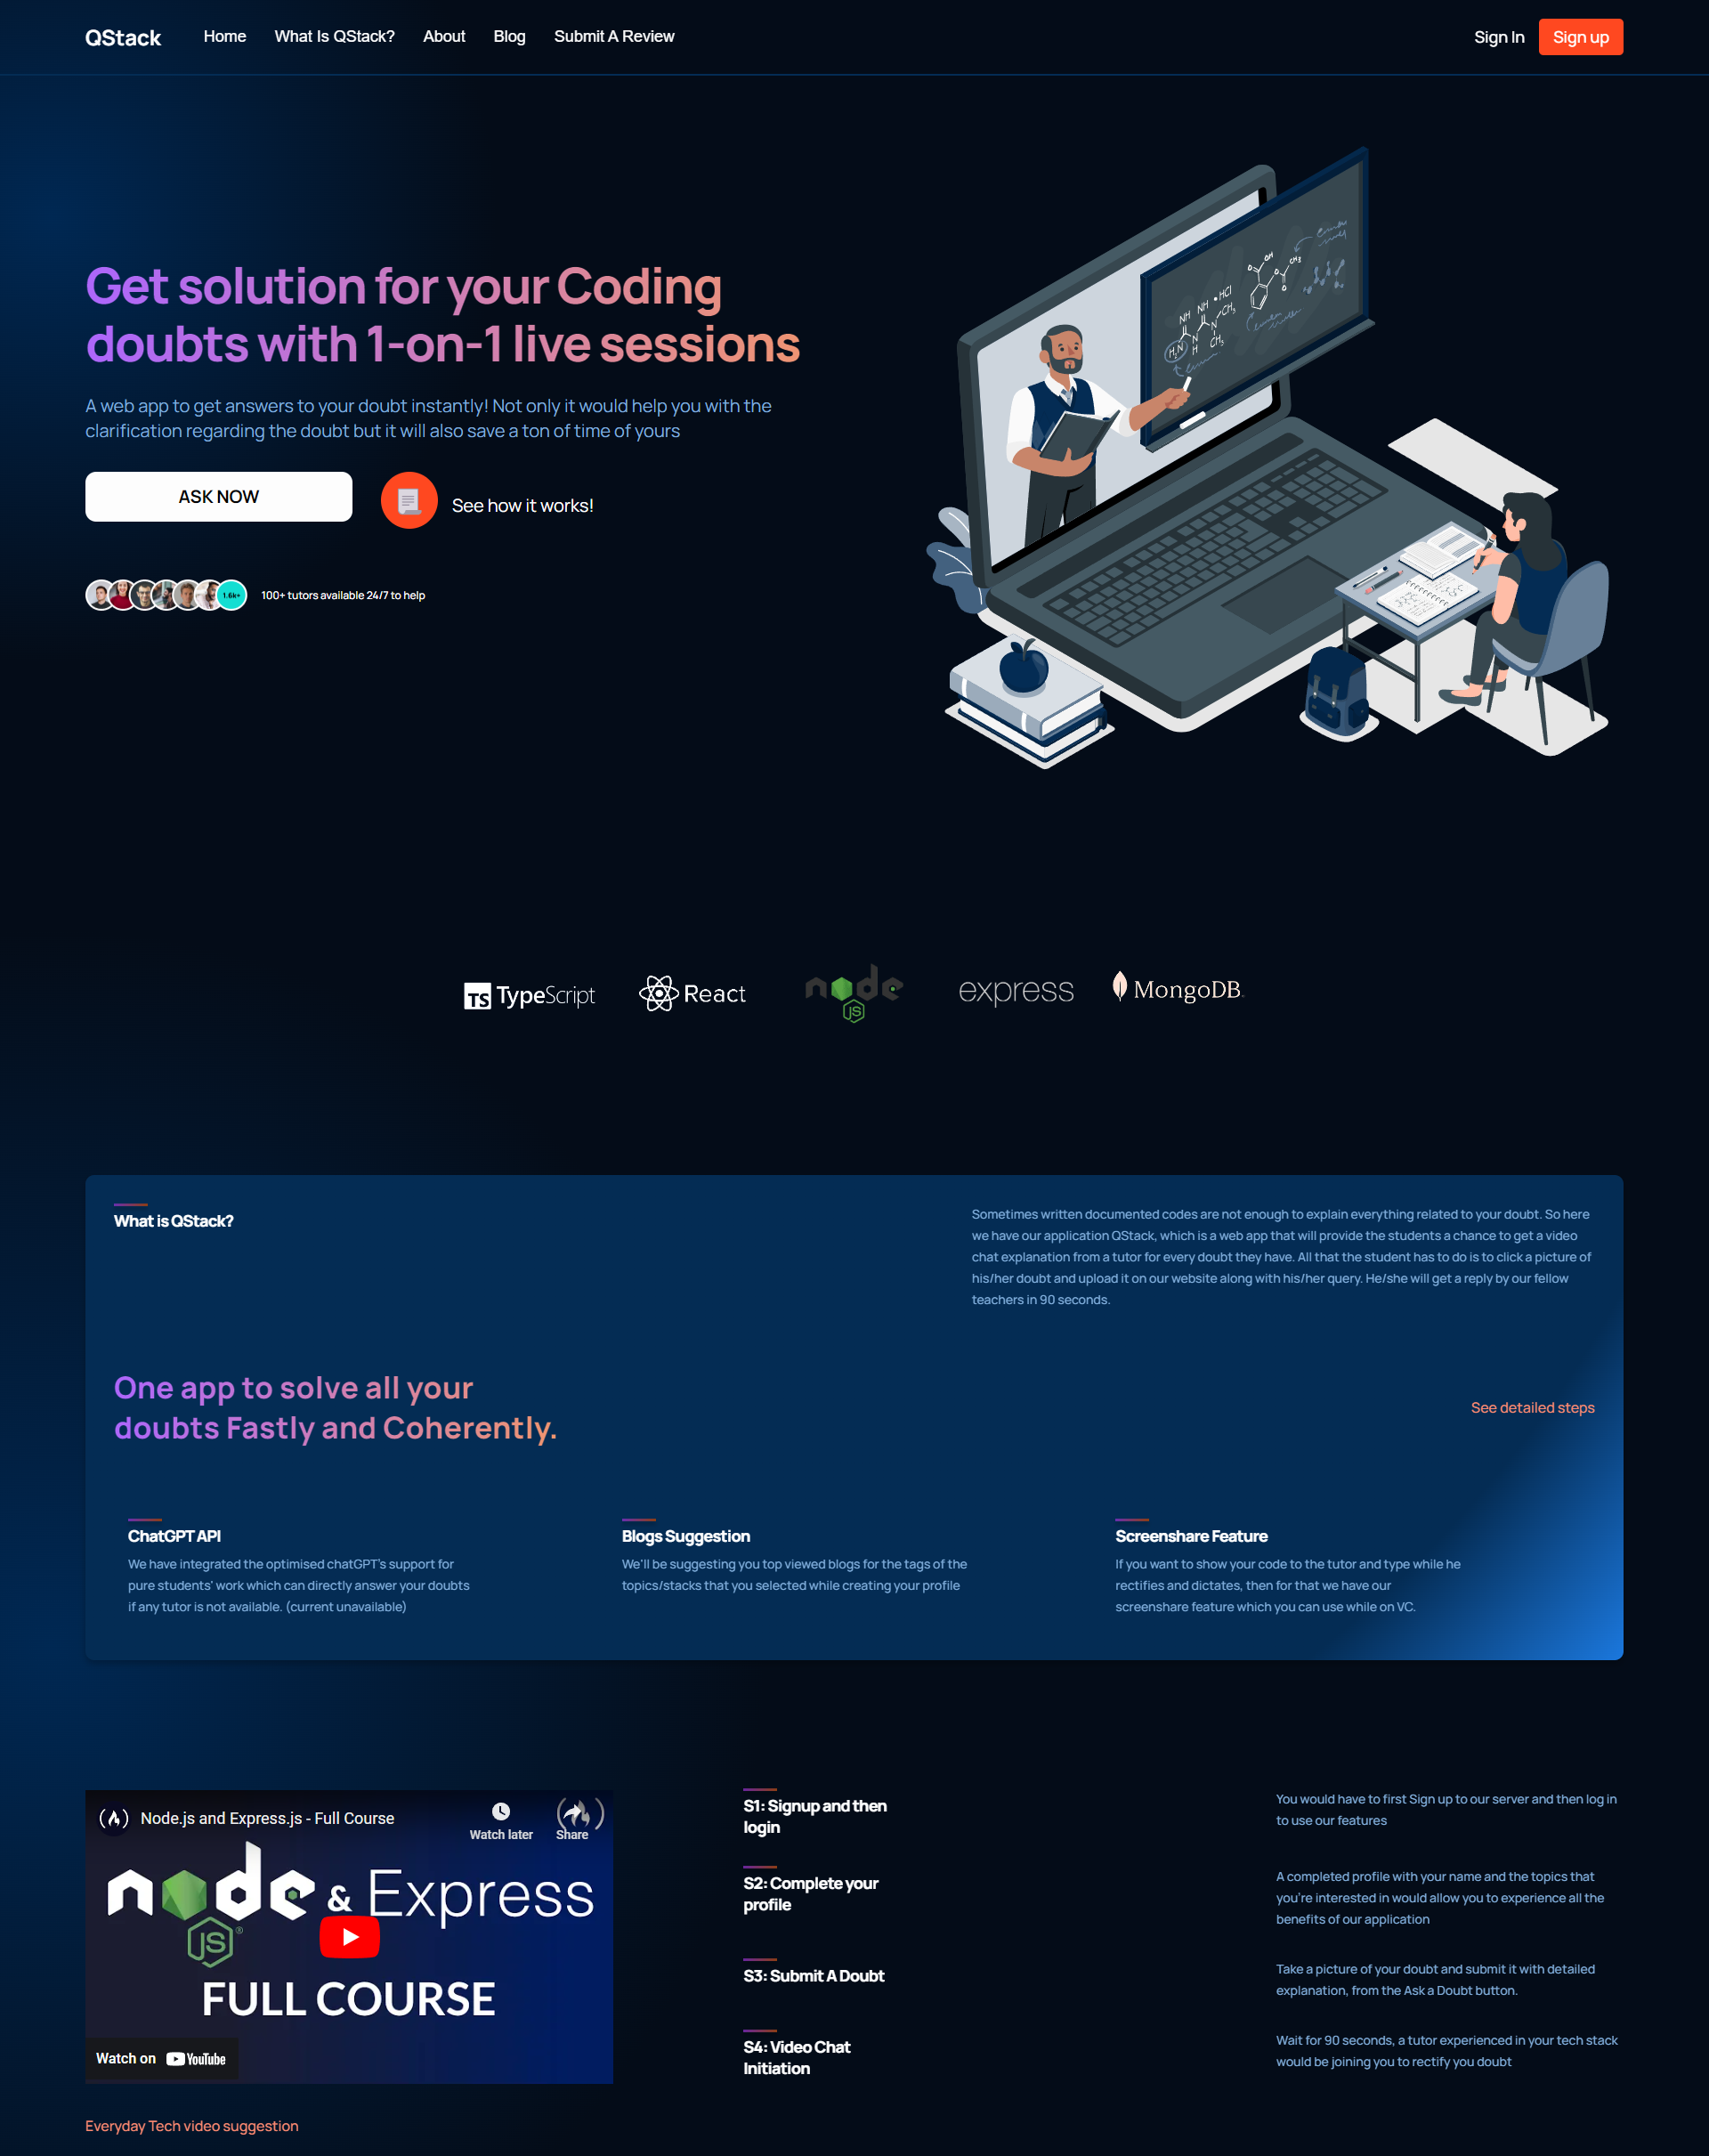 QStack
Home
What Is QStack?
About
Blog
Submit A Review
Sign In
Sign up
Get solution for your Coding
doubts with 1-on-1 live sessions
A web app to get answers to your doubt instantly! Not only it would help you with the
clarification regarding the doubt but it will also save a ton of time of yours
ASK NOW
See how it works!
1.6k+
100+ tutors available 24/7 to help
NH NH •HCl
H₂N N N CH₃
H CH₃
O OH
O CH₃
O
TS TypeScript
React
node
JS
express
MongoDB
What is QStack?
Sometimes written documented codes are not enough to explain everything related to your doubt. So here
we have our application QStack, which is a web app that will provide the students a chance to get a video
chat explanation from a tutor for every doubt they have. All that the student has to do is to click a picture of
his/her doubt and upload it on our website along with his/her query. He/she will get a reply by our fellow
teachers in 90 seconds.
One app to solve all your
doubts Fastly and Coherently.
See detailed steps
ChatGPT API
We have integrated the optimised chatGPT's support for
pure students' work which can directly answer your doubts
if any tutor is not available. (current unavailable)
Blogs Suggestion
We'll be suggesting you top viewed blogs for the tags of the
topics/stacks that you selected while creating your profile
Screenshare Feature
If you want to show your code to the tutor and type while he
rectifies and dictates, then for that we have our
screenshare feature which you can use while on VC.
Node.js and Express.js - Full Course
Watch later
Share
node & Express
JS
FULL COURSE
Watch on YouTube
Everyday Tech video suggestion
S1: Signup and then
login
You would have to first Sign up to our server and then log in
to use our features
S2: Complete your
profile
A completed profile with your name and the topics that
you're interested in would allow you to experience all the
benefits of our application
S3: Submit A Doubt
Take a picture of your doubt and submit it with detailed
explanation, from the Ask a Doubt button.
S4: Video Chat
Initiation
Wait for 90 seconds, a tutor experienced in your tech stack
would be joining you to rectify you doubt